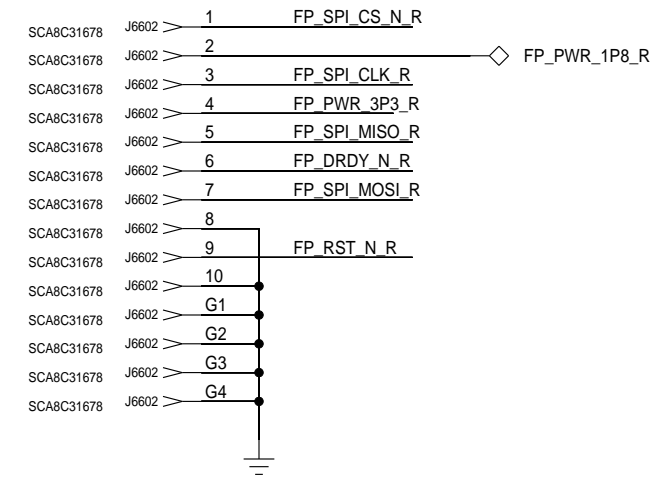 SCA8C31678 J6602 1 FP_SPI_CS_N_R
SCA8C31678 J6602 2 FP_PWR_1P8_R
SCA8C31678 J6602 3 FP_SPI_CLK_R
SCA8C31678 J6602 4 FP_PWR_3P3_R
SCA8C31678 J6602 5 FP_SPI_MISO_R
SCA8C31678 J6602 6 FP_DRDY_N_R
SCA8C31678 J6602 7 FP_SPI_MOSI_R
SCA8C31678 J6602 8
SCA8C31678 J6602 9 FP_RST_N_R
SCA8C31678 J6602 10
SCA8C31678 J6602 G1
SCA8C31678 J6602 G2
SCA8C31678 J6602 G3
SCA8C31678 J6602 G4